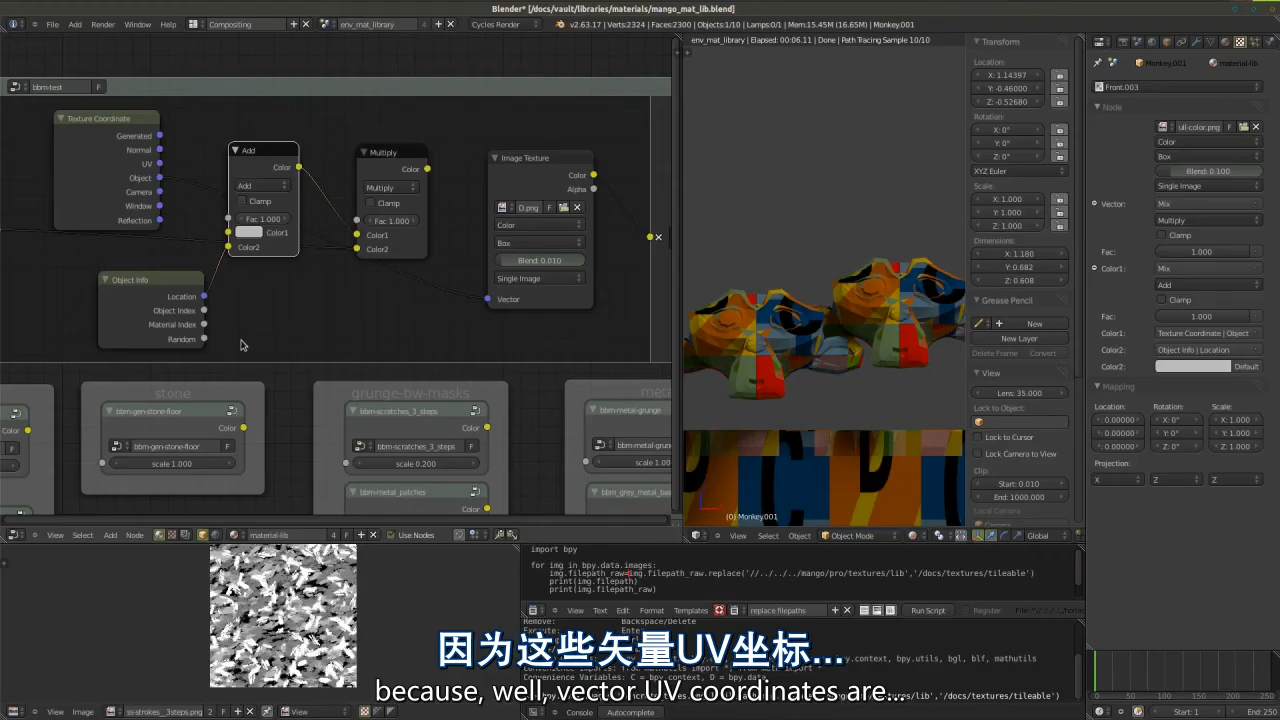 Blender* [/docs/vault/libraries/materials/mango_mat_lib.blend]
File Add Render Window Help Compositing env_mat_library Cycles Render v2.63.17 | Verts:2324 | Faces:2300 | Objects:1/10 | Lamps:0/1 | Mem:15.45M (16.65M) | Monkey.001
bbm-test F
Texture Coordinate
Generated
Normal
UV
Object
Camera
Window
Reflection
Object Info
Location
Object Index
Material Index
Random
Add
Color
Add
Clamp
Fac 1.000
Color1
Color2
Multiply
Color
Multiply
Clamp
Fac 1.000
Color1
Color2
Image Texture
Color
Alpha
D.png F
Color
Box
Blend: 0.010
Single Image
Vector
Color
stone
bbm-gen-stone-floor
Color
bbm-gen-stone-floor F
scale 1.000
grunge-bw-masks
bbm-scratches_3_steps
Color
bbm-scratches_3_steps F
scale 0.200
bbm-metal_patches
Color
bbm-metal-grunge
View Select Add Node material-lib 4 F Use Nodes
env_mat_library | Elapsed: 00:06.11 | Done | Path Tracing Sample 10/10
(0) Monkey.001
View Select Object Object Mode Global
Transform
Location:
X: 1.14397
Y: -0.46000
Z: -0.52680
Rotation:
X: 0°
Y: 0°
Z: 0°
XYZ Euler
Scale:
X: 1.000
Y: 1.000
Z: 1.000
Dimensions:
X: 1.180
Y: 0.682
Z: 0.608
Grease Pencil
New
New Layer
Delete Frame Convert
View
Lens: 35.000
Lock to Object:
Lock to Cursor
Lock Camera to View
Clip:
Start: 0.010
End: 1000.000
Local Camera:
Monkey.001 material-lib
Front.003
Node
ull-color.png F
Color
Box
Blend: 0.100
Single Image
Vector: Mix
Multiply
Clamp
Fac: 1.000
Color1: Mix
Add
Clamp
Fac: 1.000
Color1: Texture Coordinate | Object
Color2: Object Info | Location
Color2: Default
Mapping
Location: Rotation: Scale:
: 0.00000 X: 0° X: 1.000
: 0.00000 Y: 0° Y: 1.000
: 0.00000 Z: 0° Z: 1.000
Projection:
X Z Z
import bpy
for img in bpy.data.images:
img.filepath_raw=img.filepath_raw.replace('//../../../mango/pro/textures/lib','/docs/textures/tileable')
print(img.filepath)
print(img.filepath_raw)
View Text Edit Format Templates replace filepaths Run Script Register
Remove: Backspace/Delete
因为这些矢量UV坐标...
because, well vector UV coordinates are...
View Image ss-strokes_3steps.png 2 F View
Console Autocomplete
0 50 100 150 200 250
Start: 1 End: 250